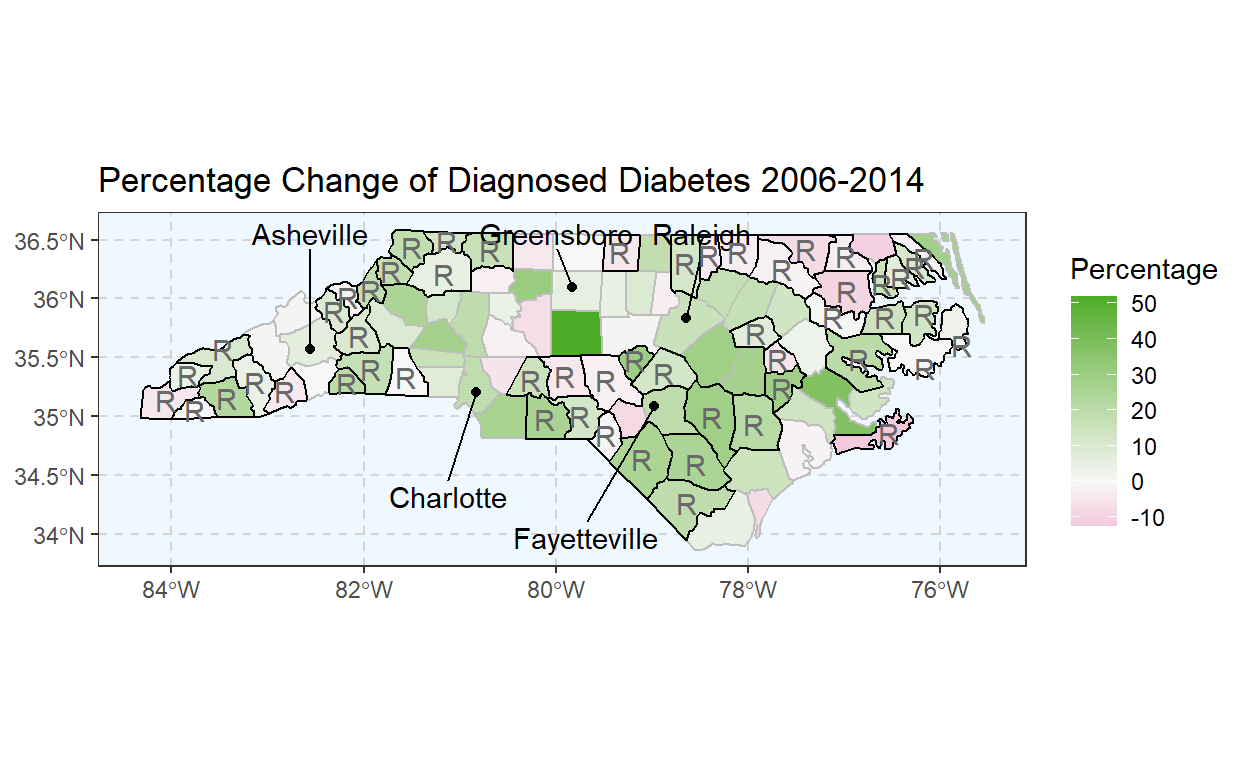 Percentage Change of Diagnosed Diabetes 2006-2014
Asheville Greensboro Raleigh
36.5°N
36°N
35.5°N
35°N
34.5°N
34°N
R R R R R R R R R R
R R R R R R R R R R
R R R R R R R R R R
R R R R R R R R R R
R R R R R R R R R R
R R R R R R R R
Charlotte
Fayetteville
84°W 82°W 80°W 78°W 76°W
Percentage
50
40
30
20
10
0
-10